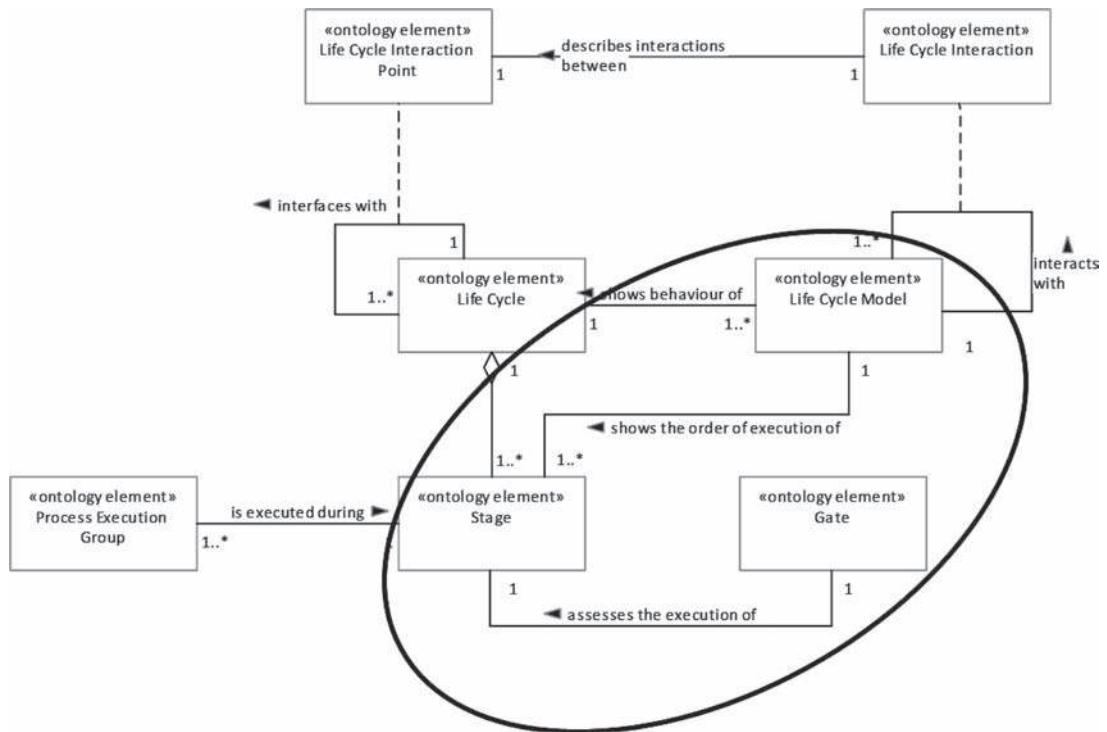 «ontology element»
Life Cycle Interaction
Point
«ontology element»
Life Cycle Interaction
describes interactions
between
1
1
interfaces with
1
1..*
1..*
interacts
with
«ontology element»
Life Cycle
«ontology element»
Life Cycle Model
shows behaviour of
1
1..*
1
1
1
shows the order of execution of
1..*
1..*
«ontology element»
Process Execution
Group
is executed during
1..*
«ontology element»
Stage
«ontology element»
Gate
1
1
assesses the execution of